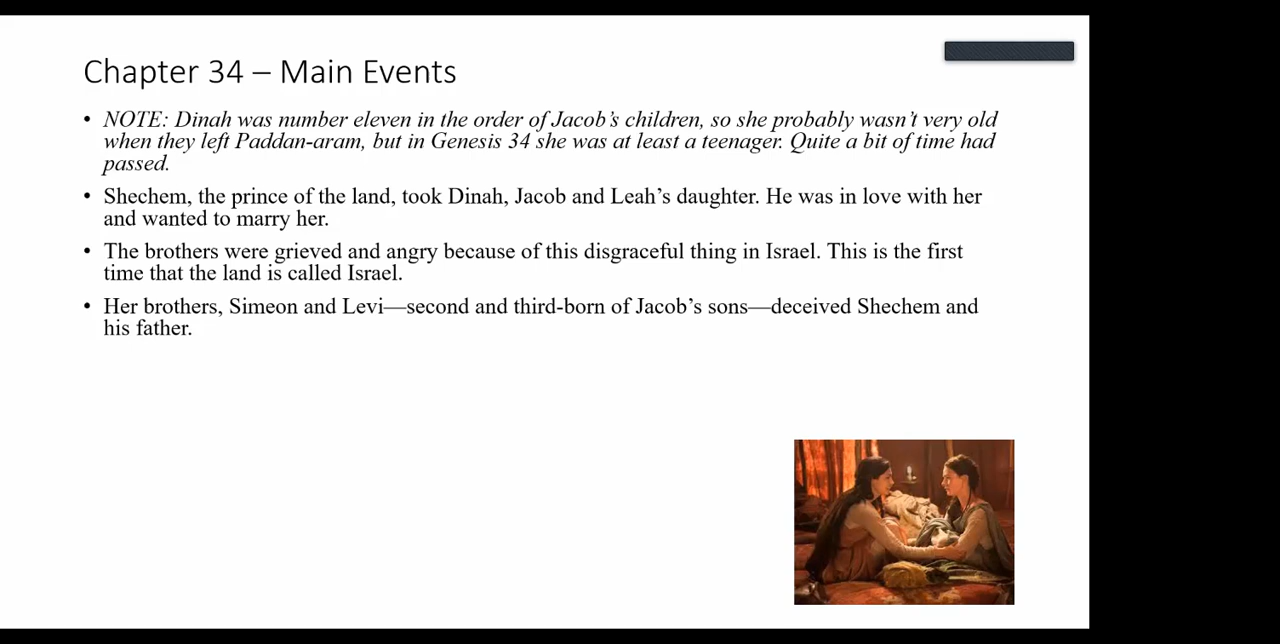 Chapter 34 – Main Events
• NOTE: Dinah was number eleven in the order of Jacob's children, so she probably wasn't very old
when they left Paddan-aram, but in Genesis 34 she was at least a teenager. Quite a bit of time had
passed.
• Shechem, the prince of the land, took Dinah, Jacob and Leah's daughter. He was in love with her
and wanted to marry her.
• The brothers were grieved and angry because of this disgraceful thing in Israel. This is the first
time that the land is called Israel.
• Her brothers, Simeon and Levi—second and third-born of Jacob's sons—deceived Shechem and
his father.